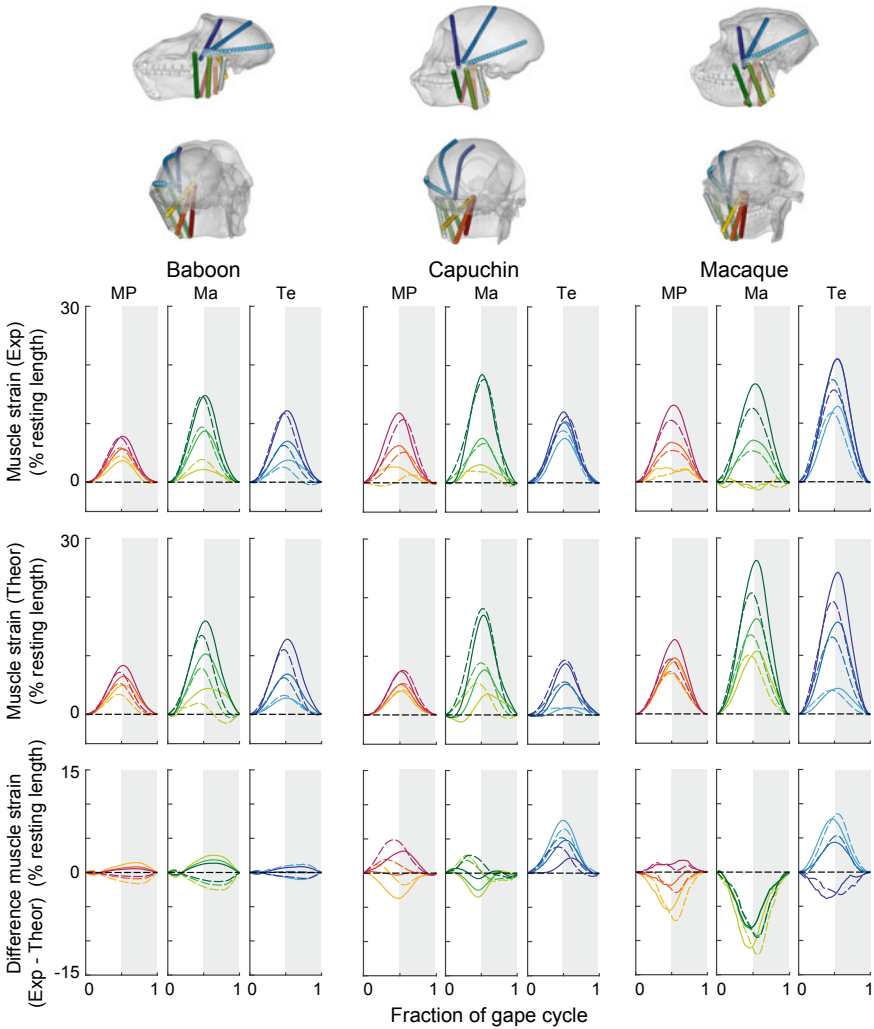 Baboon Capuchin Macaque
MP Ma Te MP Ma Te MP Ma Te
Muscle strain (Exp)
(% resting length)
30
0
Muscle strain (Theor)
(% resting length)
30
0
Difference muscle strain
(Exp - Theor) (% resting length)
15
0
-15
0 1 0 1 0 1 0 1 0 1 0 1 0 1 0 1 0 1
Fraction of gape cycle